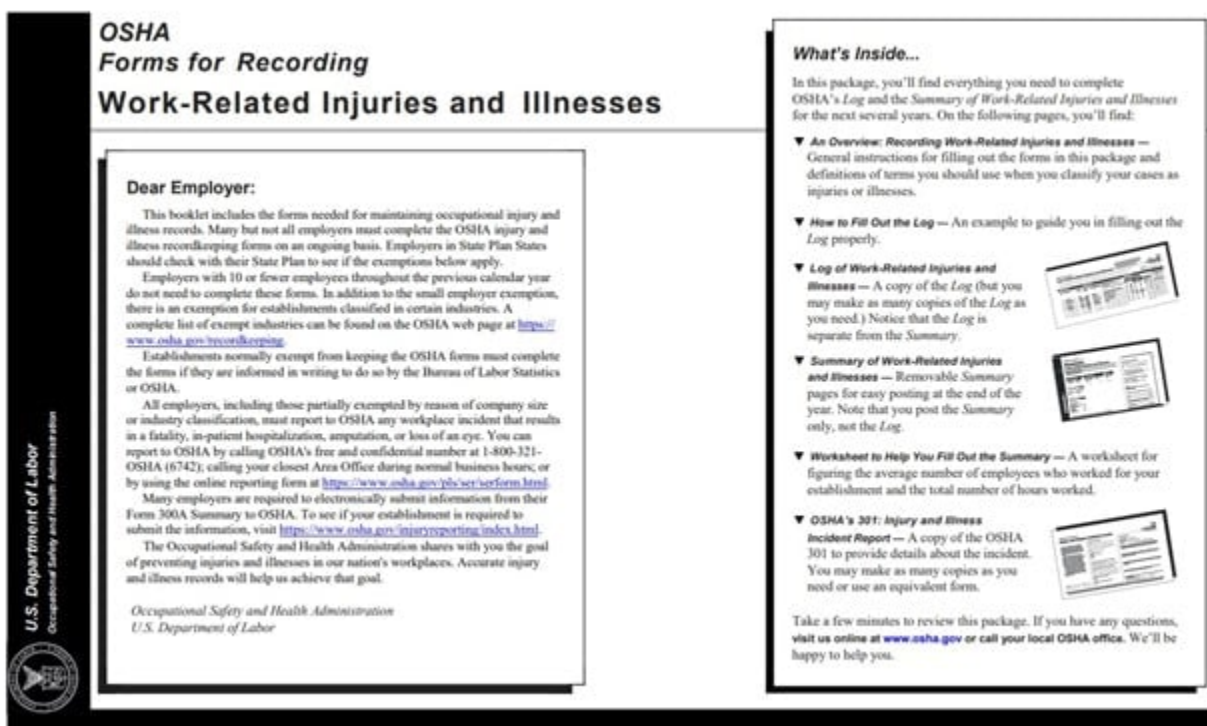 OSHA
Forms for Recording
Work-Related Injuries and Illnesses
Dear Employer:
This booklet includes the forms needed for maintaining occupational injury and
illness records. Many but not all employers must complete the OSHA injury and
illness recordkeeping forms on an ongoing basis. Employers in State Plan States
should check with their State Plan to see if the exemptions below apply.
Employers with 10 or fewer employees throughout the previous calendar year
do not need to complete these forms. In addition to the small employer exemption,
there is an exemption for establishments classified in certain industries. A
complete list of exempt industries can be found on the OSHA web page at https://
www.osha.gov/recordkeeping.
Establishments normally exempt from keeping the OSHA forms must complete
the forms if they are informed in writing to do so by the Bureau of Labor Statistics
or OSHA.
All employers, including those partially exempted by reason of company size
or industry classification, must report to OSHA any workplace incident that results
in a fatality, in-patient hospitalization, amputation, or loss of an eye. You can
report to OSHA by calling OSHA's free and confidential number at 1-800-321-
OSHA (6742); calling your closest Area Office during normal business hours; or
by using the online reporting form at https://www.osha.gov/pls/ser/serform.html.
Many employers are required to electronically submit information from their
Form 300A Summary to OSHA. To see if your establishment is required to
submit the information, visit https://www.osha.gov/injuryreporting/index.html.
The Occupational Safety and Health Administration shares with you the goal
of preventing injuries and illnesses in our nation's workplaces. Accurate injury
and illness records will help us achieve that goal.
Occupational Safety and Health Administration
U.S. Department of Labor
What's Inside...
In this package, you'll find everything you need to complete
OSHA's Log and the Summary of Work-Related Injuries and Illnesses
for the next several years. On the following pages, you'll find:
▼ An Overview: Recording Work-Related Injuries and Illnesses —
General instructions for filling out the forms in this package and
definitions of terms you should use when you classify your cases as
injuries or illnesses.
▼ How to Fill Out the Log — An example to guide you in filling out the
Log properly.
▼ Log of Work-Related Injuries and
Illnesses — A copy of the Log (but you
may make as many copies of the Log as
you need.) Notice that the Log is
separate from the Summary.
▼ Summary of Work-Related Injuries
and Illnesses — Removable Summary
pages for easy posting at the end of the
year. Note that you post the Summary
only, not the Log.
▼ Worksheet to Help You Fill Out the Summary — A worksheet for
figuring the average number of employees who worked for your
establishment and the total number of hours worked.
▼ OSHA's 301: Injury and Illness
Incident Report — A copy of the OSHA
301 to provide details about the incident.
You may make as many copies as you
need or use an equivalent form.
Take a few minutes to review this package. If you have any questions,
visit us online at www.osha.gov or call your local OSHA office. We'll be
happy to help you.
U.S. Department of Labor
Occupational Safety and Health Administration